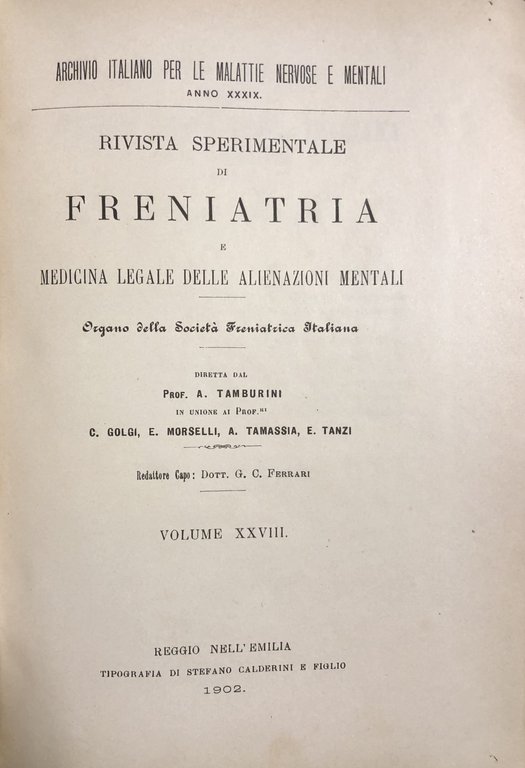 ARCHIVIO ITALIANO PER LE MALATTIE NERVOSE E MENTALI
ANNO XXXIX.
RIVISTA SPERIMENTALE
DI
FRENIATRIA
E
MEDICINA LEGALE DELLE ALIENAZIONI MENTALI
Organo della Società Freniatrica Italiana
DIRETTA DAL
PROF. A. TAMBURINI
IN UNIONE AI PROF.RI
C. GOLGI, E. MORSELLI, A. TAMASSIA, E. TANZI
Redattore Capo: DOTT. G. C. FERRARI
VOLUME XXVIII.
REGGIO NELL'EMILIA
TIPOGRAFIA DI STEFANO CALDERINI E FIGLIO
1902.